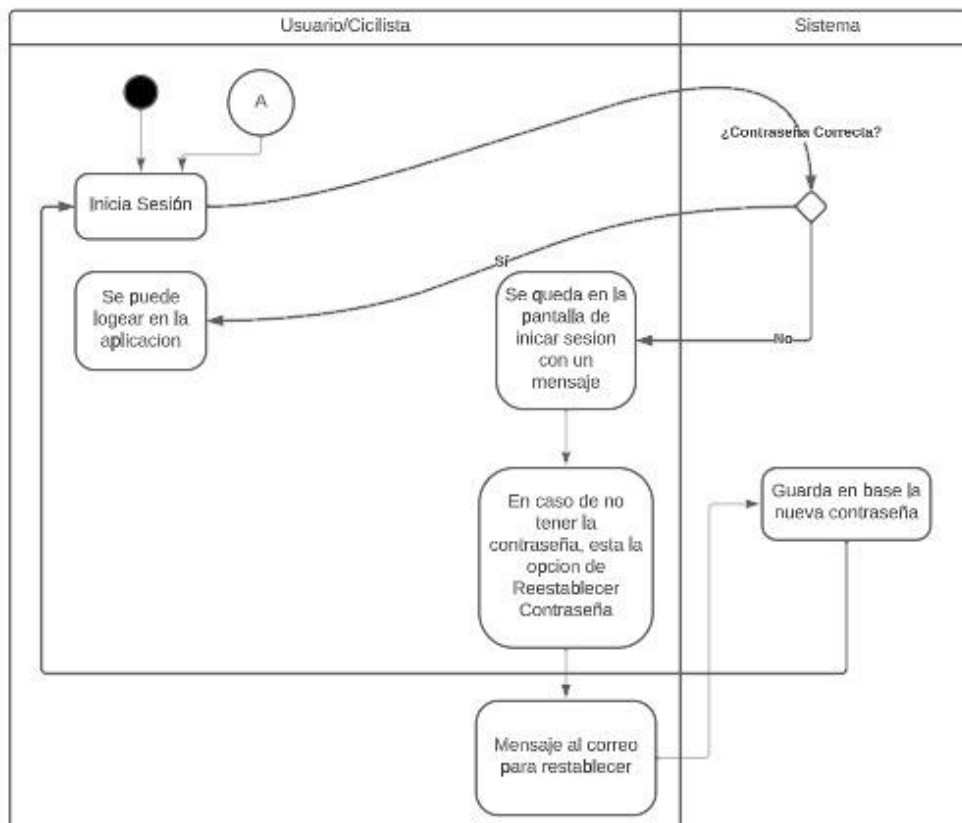 Usuario/Cicilista
Sistema
A
¿Contraseña Correcta?
Inicia Sesión
Sí
Se puede
logear en la
aplicacion
Se queda en la
pantalla de
inicar sesion
con un
mensaje
No
En caso de no
tener la
contraseña, esta la
opcion de
Reestablecer
Contraseña
Guarda en base la
nueva contraseña
Mensaje al correo
para restablecer